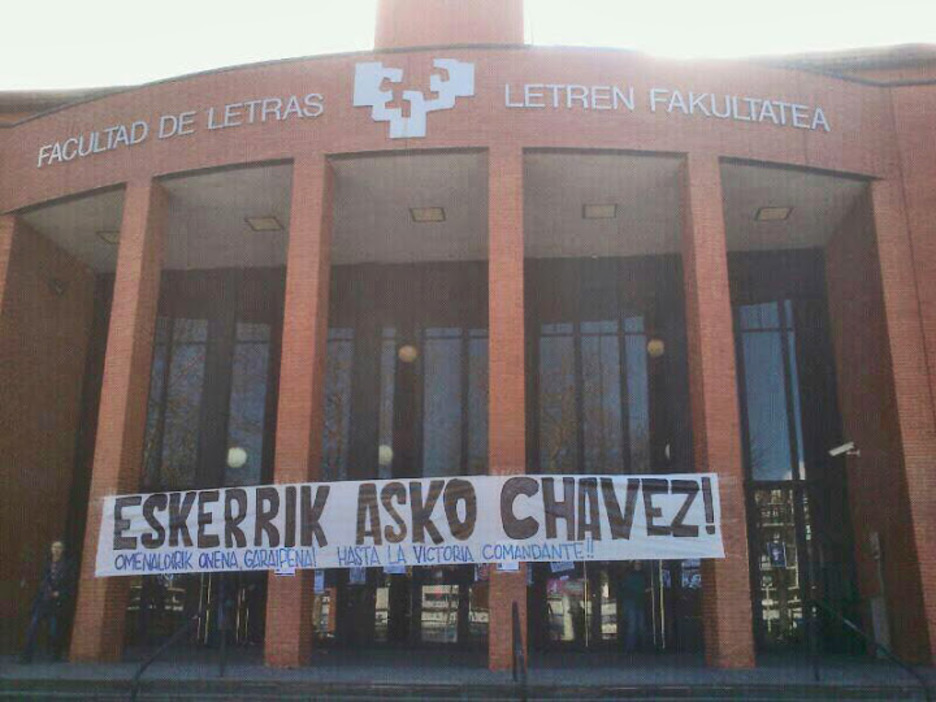 FACULTAD DE LETRAS
LETREN FAKULTATEA
ESKERRIK ASKO CHAVEZ!
OMENALDIRIK ONENA, GARAIPENA! HASTA LA VICTORIA COMANDANTE!!